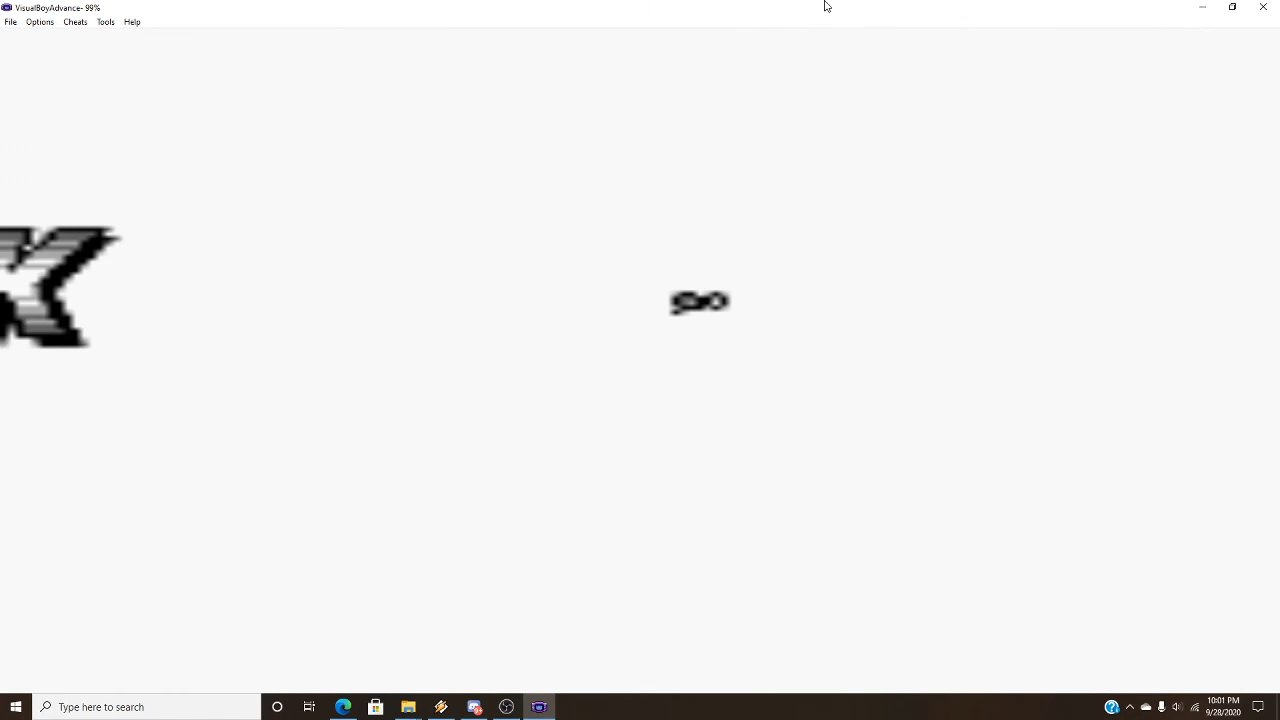 VisualBoyAdvance- 99%
File Options Cheats Tools Help
Type here to search
10:01 PM
9/28/2020